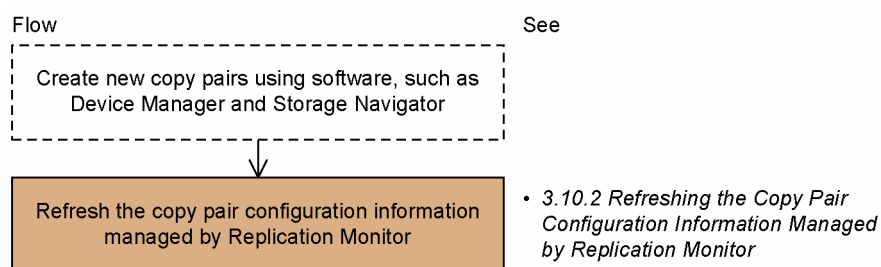 Flow
See
Create new copy pairs using software, such as
Device Manager and Storage Navigator
Refresh the copy pair configuration information
managed by Replication Monitor
• 3.10.2 Refreshing the Copy Pair
Configuration Information Managed
by Replication Monitor